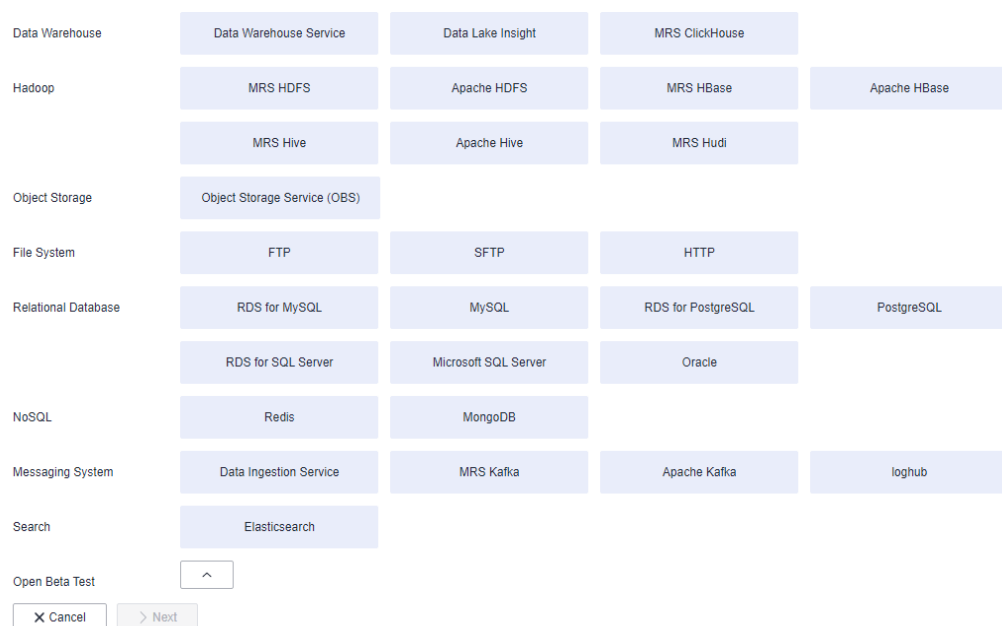 Data Warehouse Data Warehouse Service Data Lake Insight MRS ClickHouse
Hadoop MRS HDFS Apache HDFS MRS HBase Apache HBase
MRS Hive Apache Hive MRS Hudi
Object Storage Object Storage Service (OBS)
File System FTP SFTP HTTP
Relational Database RDS for MySQL MySQL RDS for PostgreSQL PostgreSQL
RDS for SQL Server Microsoft SQL Server Oracle
NoSQL Redis MongoDB
Messaging System Data Ingestion Service MRS Kafka Apache Kafka loghub
Search Elasticsearch
Open Beta Test
Cancel Next